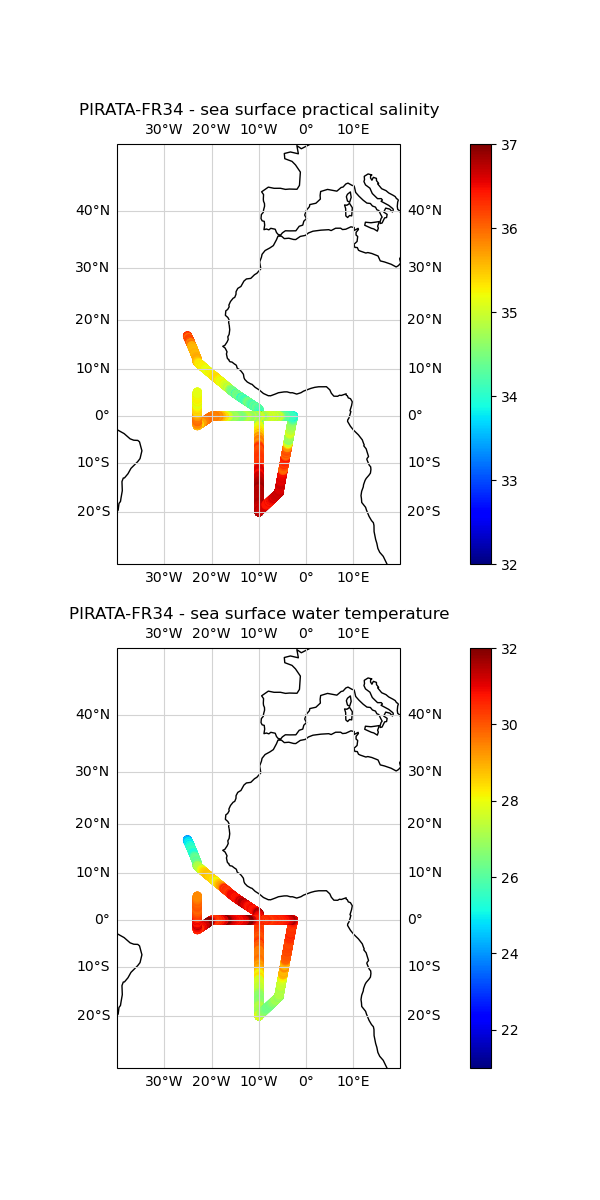 PIRATA-FR34 - sea surface practical salinity
30°W 20°W 10°W 0° 10°E
37
40°N 40°N
36
30°N 30°N
20°N 20°N
35
10°N 10°N
34
0° 0°
10°S 10°S
33
20°S 20°S
32
30°W 20°W 10°W 0° 10°E
PIRATA-FR34 - sea surface water temperature
30°W 20°W 10°W 0° 10°E
32
40°N 40°N
30
30°N 30°N
28
20°N 20°N
10°N 10°N
26
0° 0°
24
10°S 10°S
20°S 20°S
22
30°W 20°W 10°W 0° 10°E